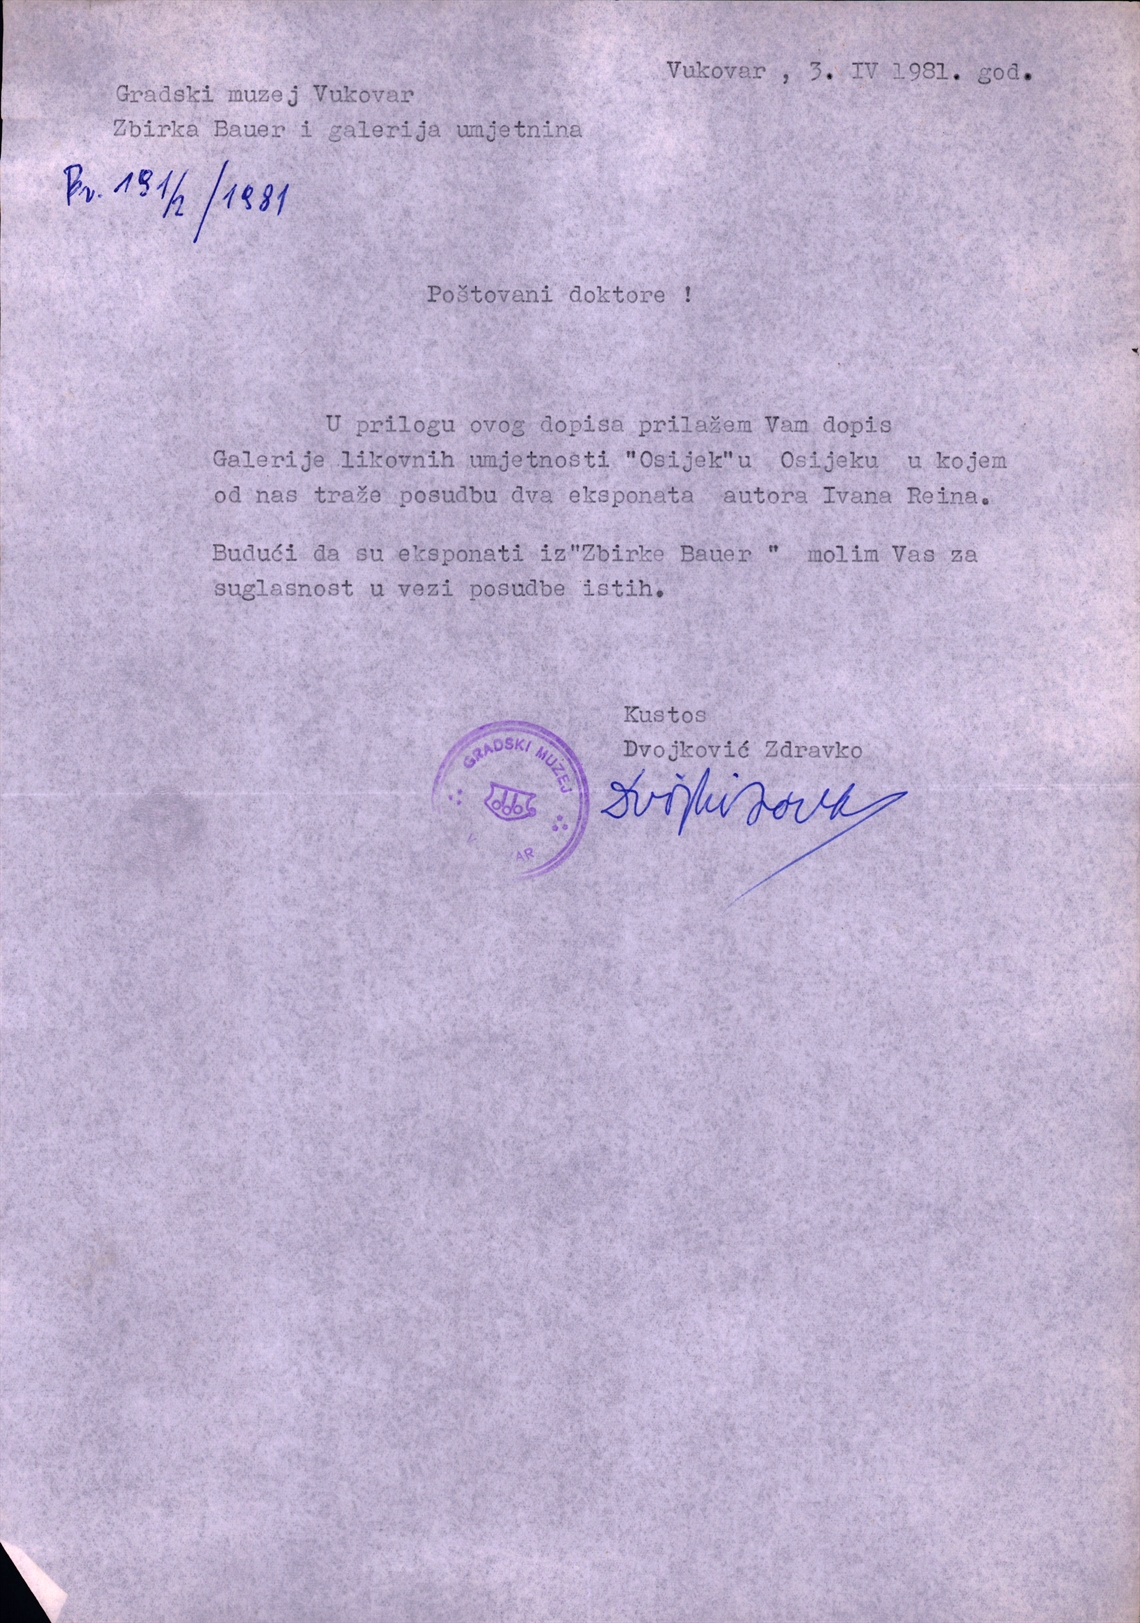 Vukovar , 3. IV 1981. god.
Gradski muzej Vukovar
Zbirka Bauer i galerija umjetnina
Br. 191/2 /1981
Poštovani doktore !
U prilogu ovog dopisa prilažem Vam dopis
Galerije likovnih umjetnosti "Osijek"u Osijeku u kojem
od nas traže posudbu dva eksponata autora Ivana Reina.
Budući da su eksponati iz"Zbirke Bauer " molim Vas za
suglasnost u vezi posudbe istih.
Kustos
Dvojković Zdravko
GRADSKI MUZEJ